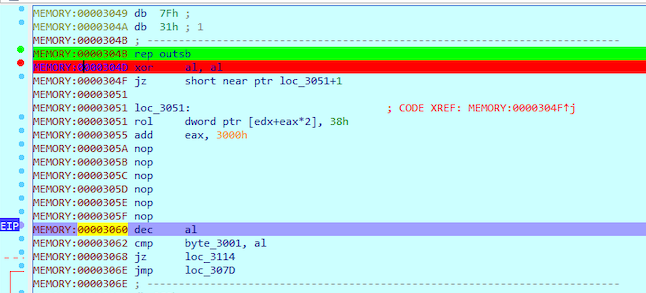 MEMORY:00003049 db 7Fh ;
MEMORY:0000304A db 31h ; 1
MEMORY:0000304B ; ---------------------------------------------------------------------------
MEMORY:0000304B rep outsb
MEMORY:0000304D xor al, al
MEMORY:0000304F jz short near ptr loc_3051+1
MEMORY:00003051
MEMORY:00003051 loc_3051: ; CODE XREF: MEMORY:0000304F↑j
MEMORY:00003051 rol dword ptr [edx+eax*2], 38h
MEMORY:00003055 add eax, 3000h
MEMORY:0000305A nop
MEMORY:0000305B nop
MEMORY:0000305C nop
MEMORY:0000305D nop
MEMORY:0000305E nop
MEMORY:0000305F nop
EIP MEMORY:00003060 dec al
MEMORY:00003062 cmp byte_3001, al
MEMORY:00003068 jz loc_3114
MEMORY:0000306E jmp loc_307D
MEMORY:0000306E ; ---------------------------------------------------------------------------